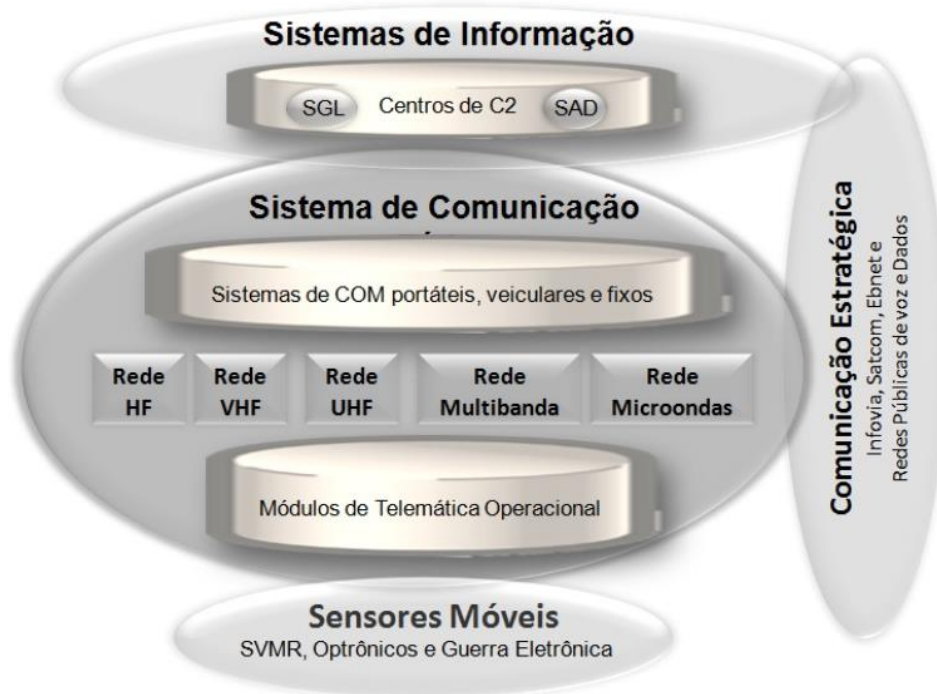 Sistemas de Informação
SGL
Centros de C2
SAD
Sistema de Comunicação
Sistemas de COM portáteis, veiculares e fixos
Rede
HF
Rede
VHF
Rede
UHF
Rede
Multibanda
Rede
Microondas
Módulos de Telemática Operacional
Sensores Móveis
SVMR, Optrônicos e Guerra Eletrônica
Comunicação Estratégica
Infovia, Satcom, Ebnet e
Redes Públicas de voz e Dados